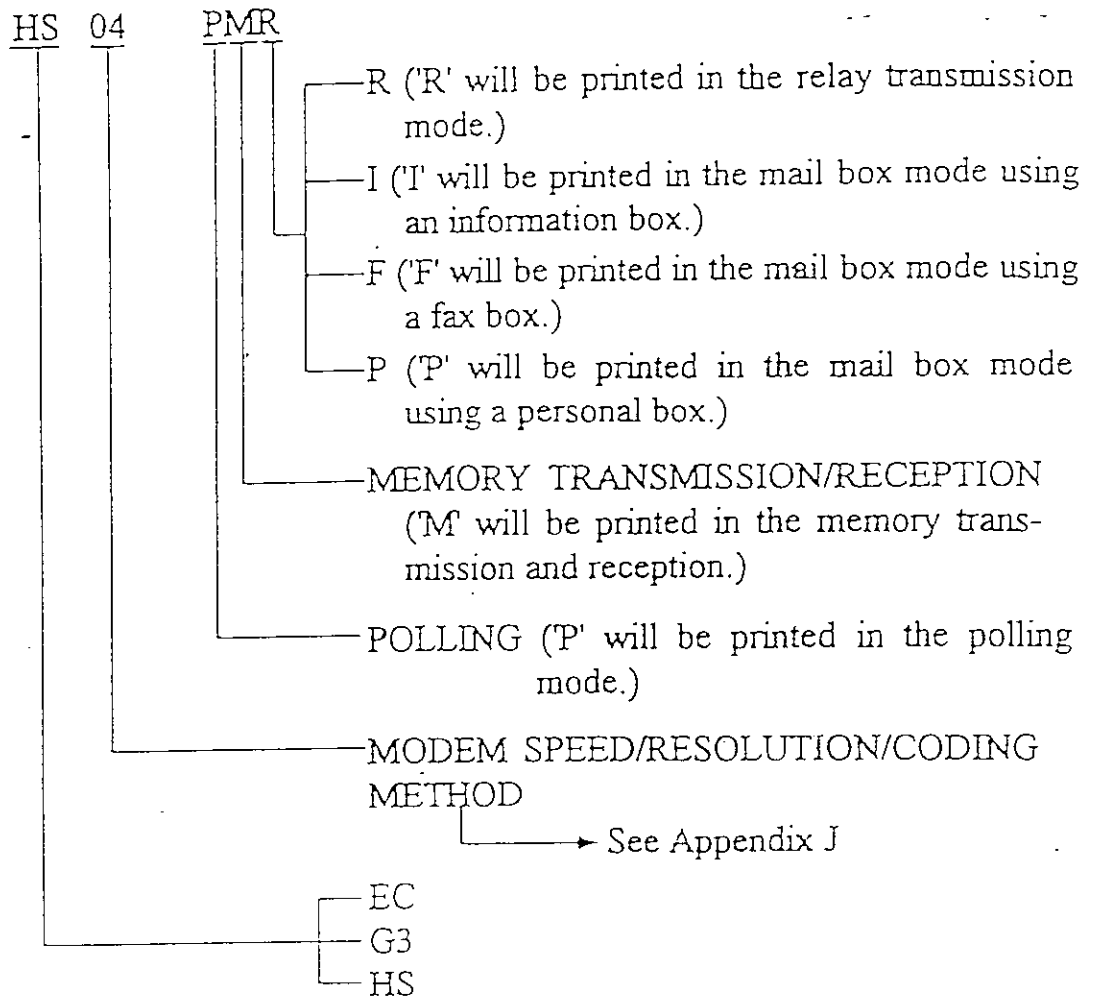 HS 04 PMR
R ('R' will be printed in the relay transmission
mode.)
I ('I' will be printed in the mail box mode using
an information box.)
F ('F' will be printed in the mail box mode using
a fax box.)
P ('P' will be printed in the mail box mode
using a personal box.)
MEMORY TRANSMISSION/RECEPTION
('M' will be printed in the memory trans-
mission and reception.)
POLLING ('P' will be printed in the polling
mode.)
MODEM SPEED/RESOLUTION/CODING
METHOD
See Appendix J
EC
G3
HS